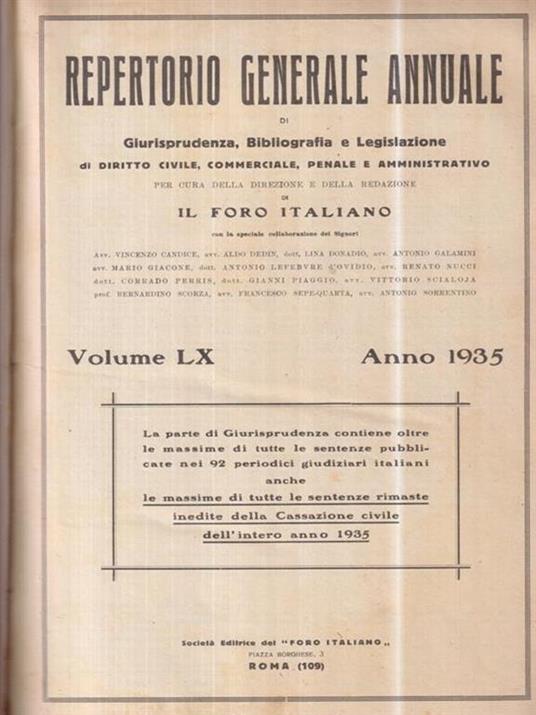 REPERTORIO GENERALE ANNUALE
DI
Giurisprudenza, Bibliografia e Legislazione
di DIRITTO CIVILE, COMMERCIALE, PENALE E AMMINISTRATIVO
PER CURA DELLA DIREZIONE E DELLA REDAZIONE
DI
IL FORO ITALIANO
con la speciale collaborazione dei Signori
Avv. VINCENZO CANDICE, avv. ALDO DEDIN, dott. LINA DONADIO, avv. ANTONIO GALAMINI
avv. MARIO GIACONE, dott. ANTONIO LEFEBVRE d'OVIDIO, avv. RENATO NUCCI
dott. CORRADO PERRIS, dott. GIANNI PIAGGIO, avv. VITTORIO SCIALOJA
prof. BERNARDINO SCORZA, avv. FRANCESCO SEPE-QUARTA, avv. ANTONIO SORRENTINO
Volume LX Anno 1935
La parte di Giurisprudenza contiene oltre
le massime di tutte le sentenze pubbli-
cate nei 92 periodici giudiziari italiani
anche
le massime di tutte le sentenze rimaste
inedite della Cassazione civile
dell'intero anno 1935
Società Editrice del "FORO ITALIANO„
PIAZZA BORGHESE, 3
ROMA (109)